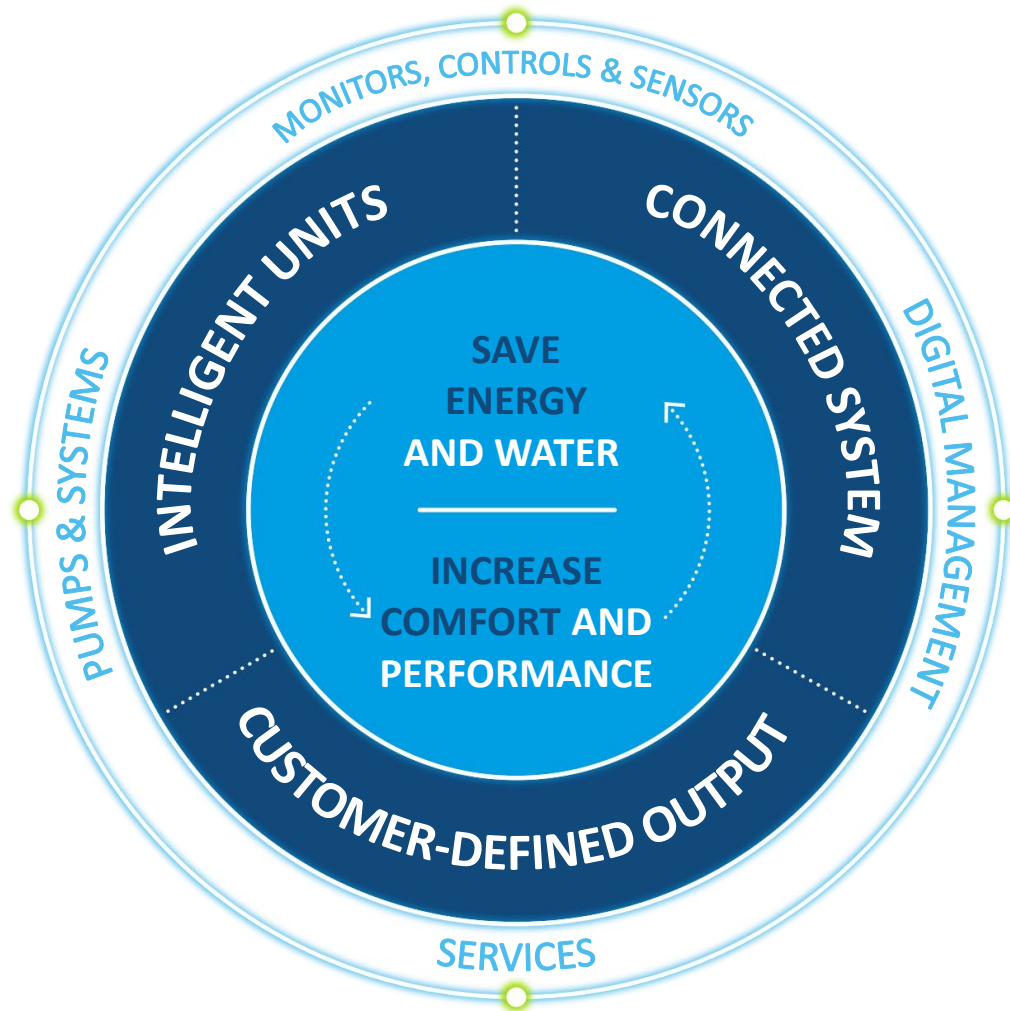 MONITORS, CONTROLS & SENSORS
INTELLIGENT UNITS
CONNECTED SYSTEM
PUMPS & SYSTEMS
DIGITAL MANAGEMENT
SAVE
ENERGY
AND WATER
INCREASE
COMFORT AND
PERFORMANCE
CUSTOMER-DEFINED OUTPUT
SERVICES